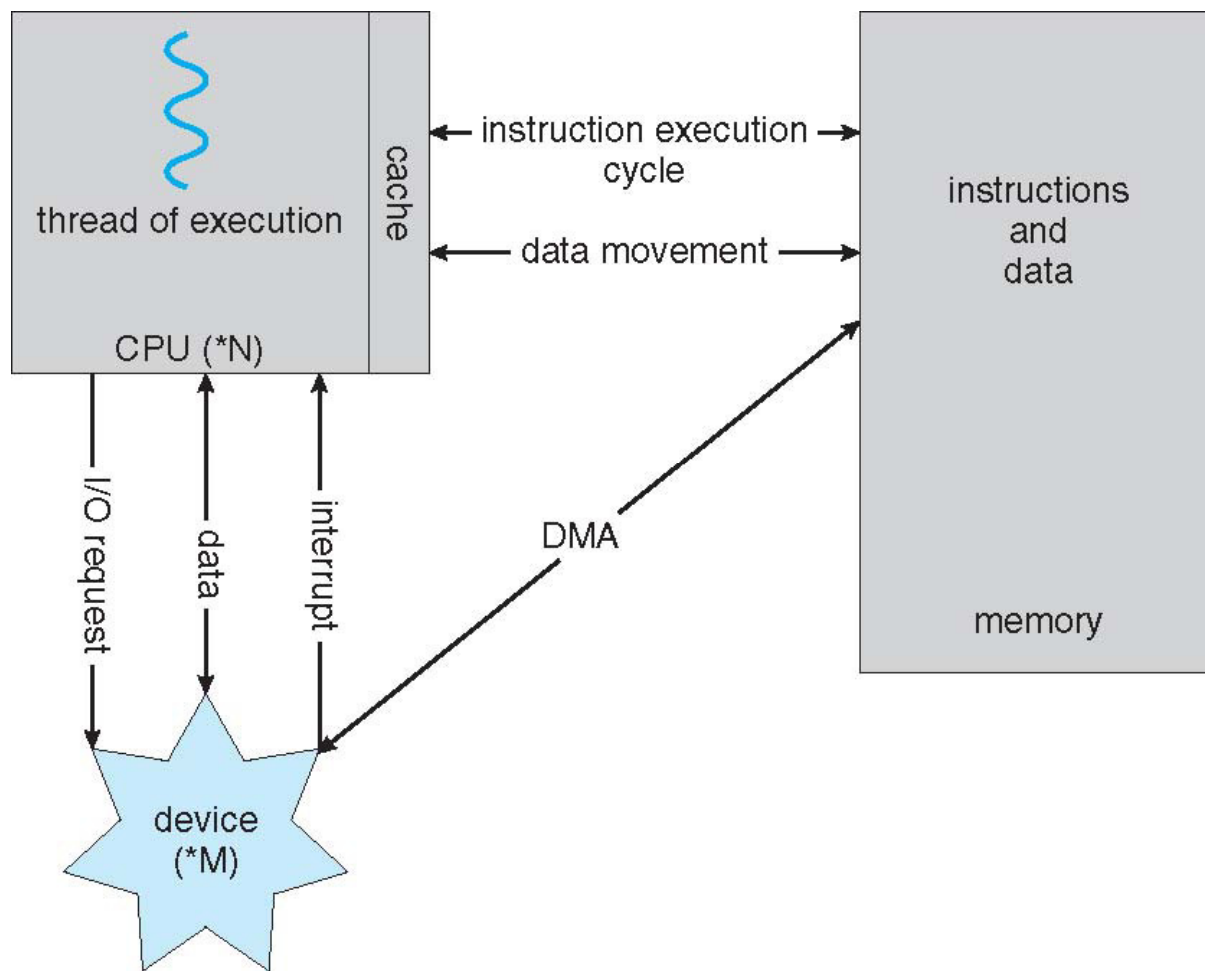 thread of execution
cache
CPU (*N)
instruction execution
cycle
data movement
instructions
and
data
memory
I/O request
data
interrupt
DMA
device
(*M)